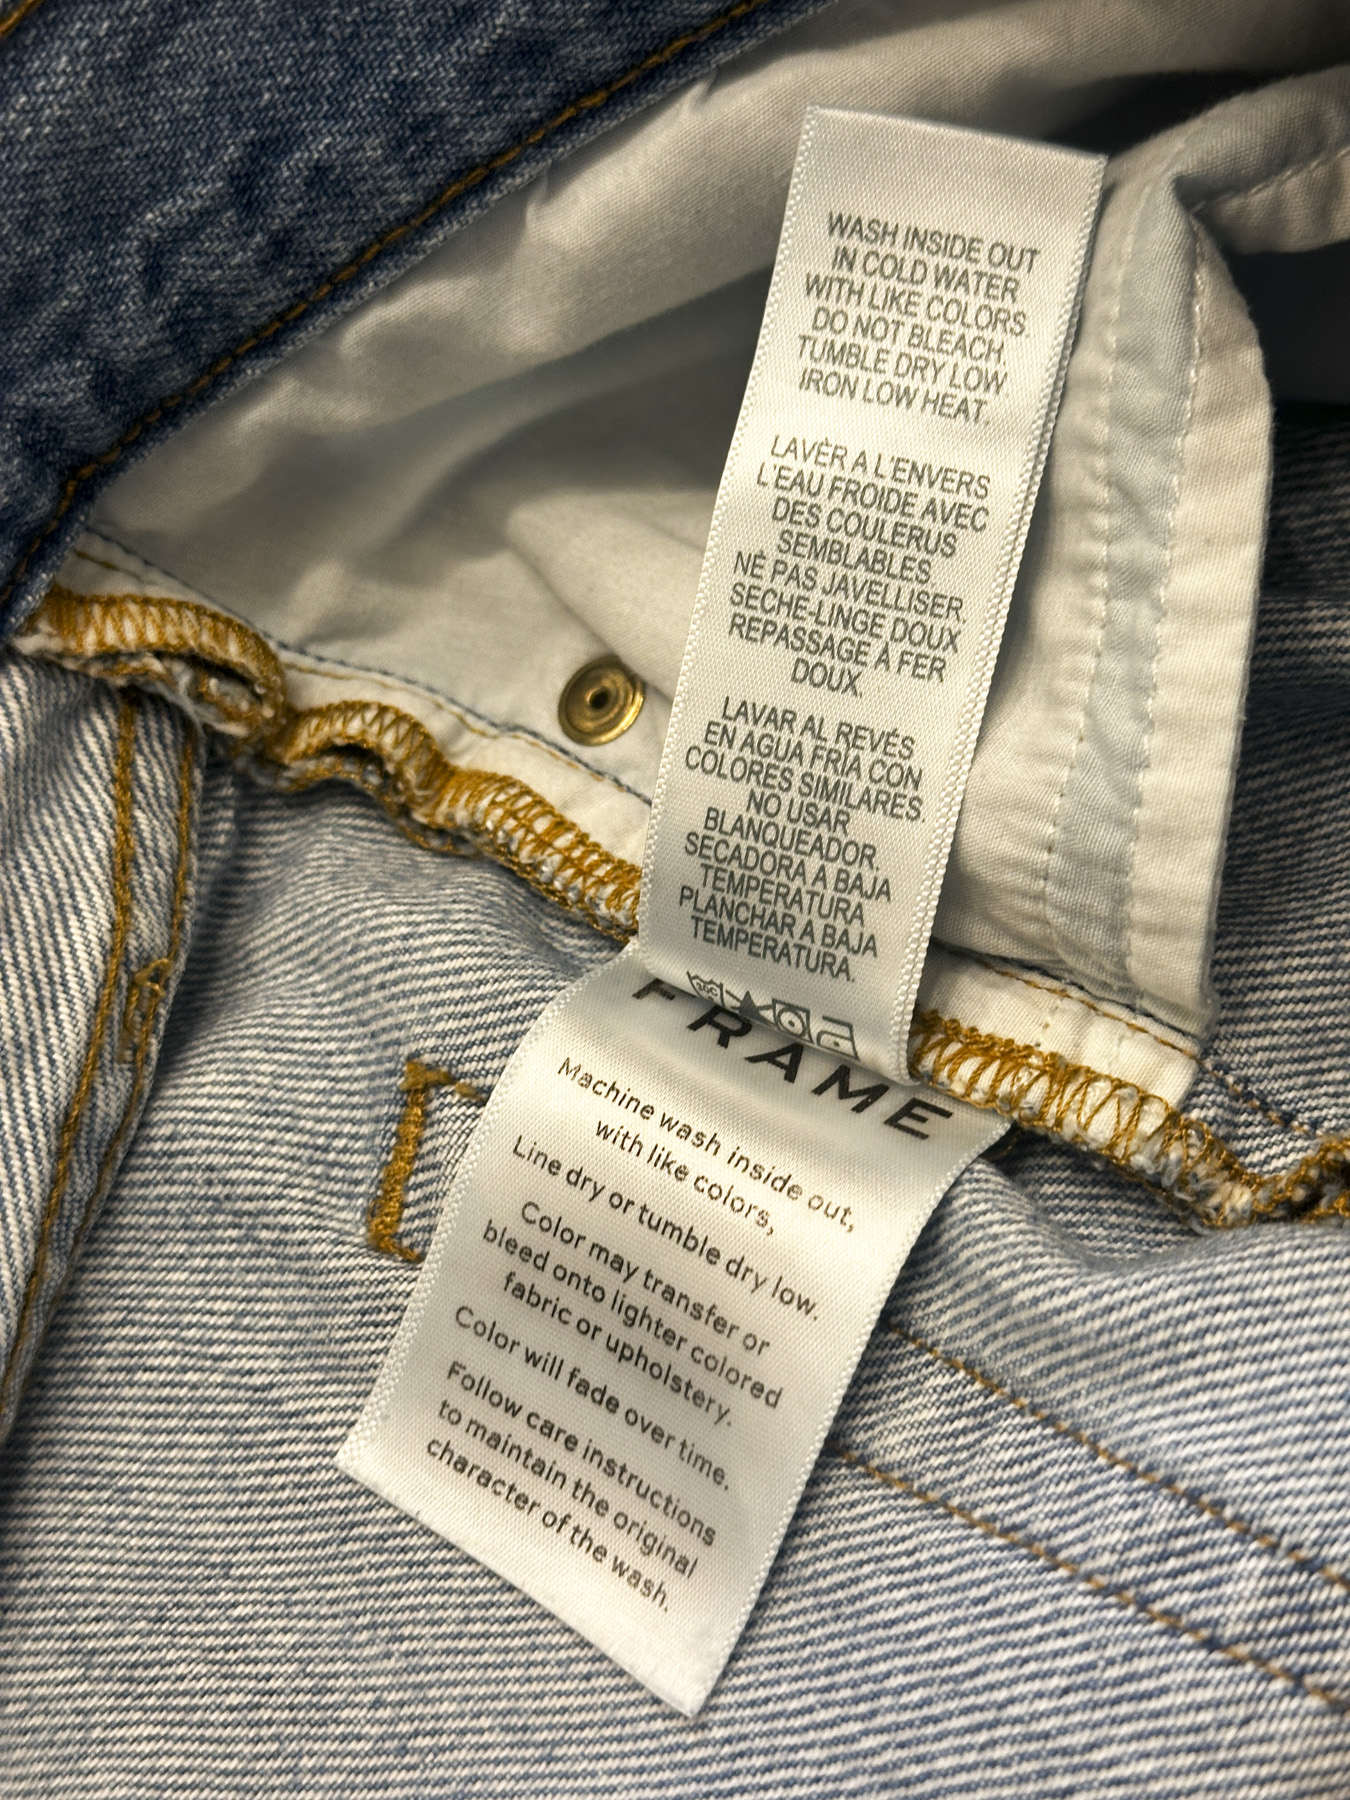 WASH INSIDE OUT
IN COLD WATER
WITH LIKE COLORS.
DO NOT BLEACH.
TUMBLE DRY LOW
IRON LOW HEAT.
LAVÈR A L'ENVERS
L'EAU FROIDE AVEC
DES COULERUS
SEMBLABLES
NÉ PAS JAVELLISER
SECHE-LINGE DOUX
REPASSAGE À FER
DOUX.
LAVAR AL REVÉS
EN AGUA FRÍA CON
COLORES SIMILARES.
NO USAR
BLANQUEADOR.
SECADORA A BAJA
TEMPERATURA
PLANCHAR A BAJA
TEMPERATURA.
30C
FRAME
Machine wash inside out,
with like colors,
Line dry or tumble dry low.
Color may transfer or
bleed onto lighter colored
fabric or upholstery.
Color will fade over time.
Follow care instructions
to maintain the original
character of the wash.